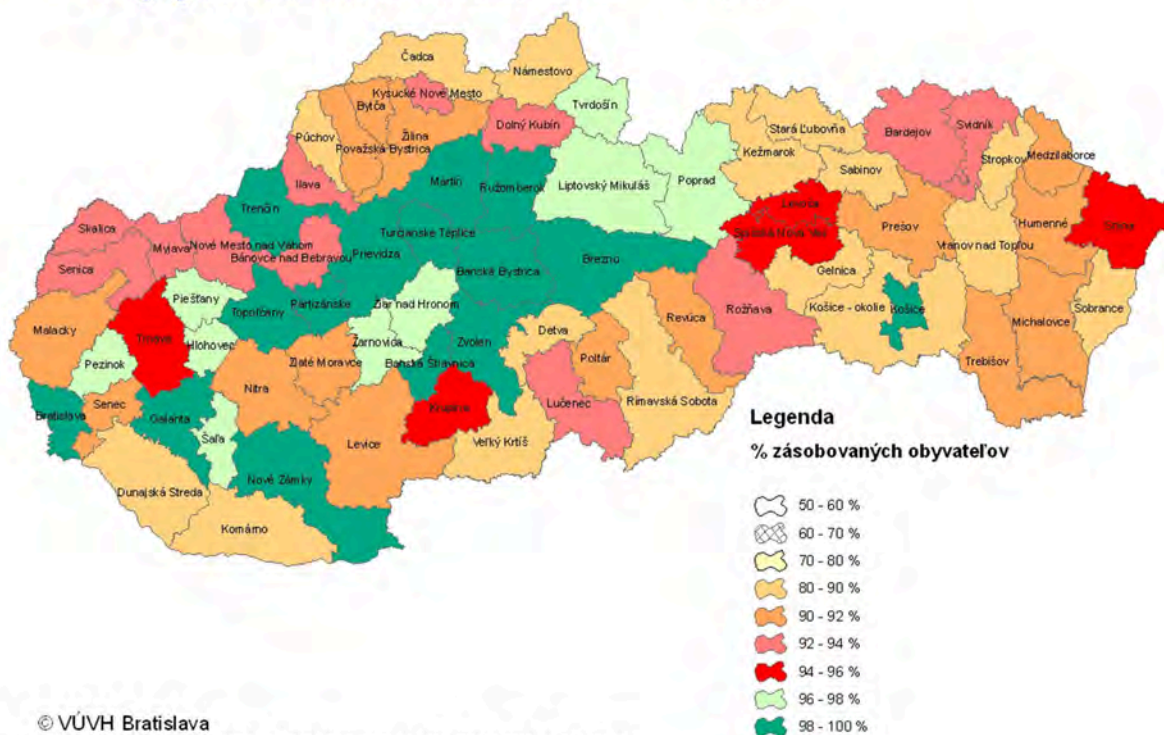 Čadca
Námestovo
Kysucké Nové Mesto
Tvrdošín
Bytča
Dolný Kubín
Stará Ľubovňa
Bardejov
Svidník
Púchov
Žilina
Považská Bystrica
Kežmarok
Stropkov
Medzilaborce
Sabinov
Ilava
Martin
Ružomberok
Liptovský Mikuláš
Poprad
Trenčín
Levoča
Snina
Skalica
Turčianske Teplice
Spišská Nová Ves
Prešov
Humenné
Myjava
Nové Mesto nad Váhom
Vranov nad Topľou
Bánovce nad Bebravou
Prievidza
Brezno
Senica
Banská Bystrica
Gelnica
Piešťany
Partizánske
Žiar nad Hronom
Rožňava
Košice - okolie
Košice
Sobrance
Topoľčany
Malacky
Trnava
Hlohovec
Žarnovica
Zvolen
Detva
Revúca
Michalovce
Pezinok
Zlaté Moravce
Banská Štiavnica
Poltár
Trebišov
Nitra
Bratislava
Senec
Galanta
Krupina
Lučenec
Rimavská Sobota
Šaľa
Levice
Veľký Krtíš
Nové Zámky
Dunajská Streda
Komárno
Legenda
% zásobovaných obyvateľov
50 - 60 %
60 - 70 %
70 - 80 %
80 - 90 %
90 - 92 %
92 - 94 %
94 - 96 %
96 - 98 %
98 - 100 %
© VÚVH Bratislava